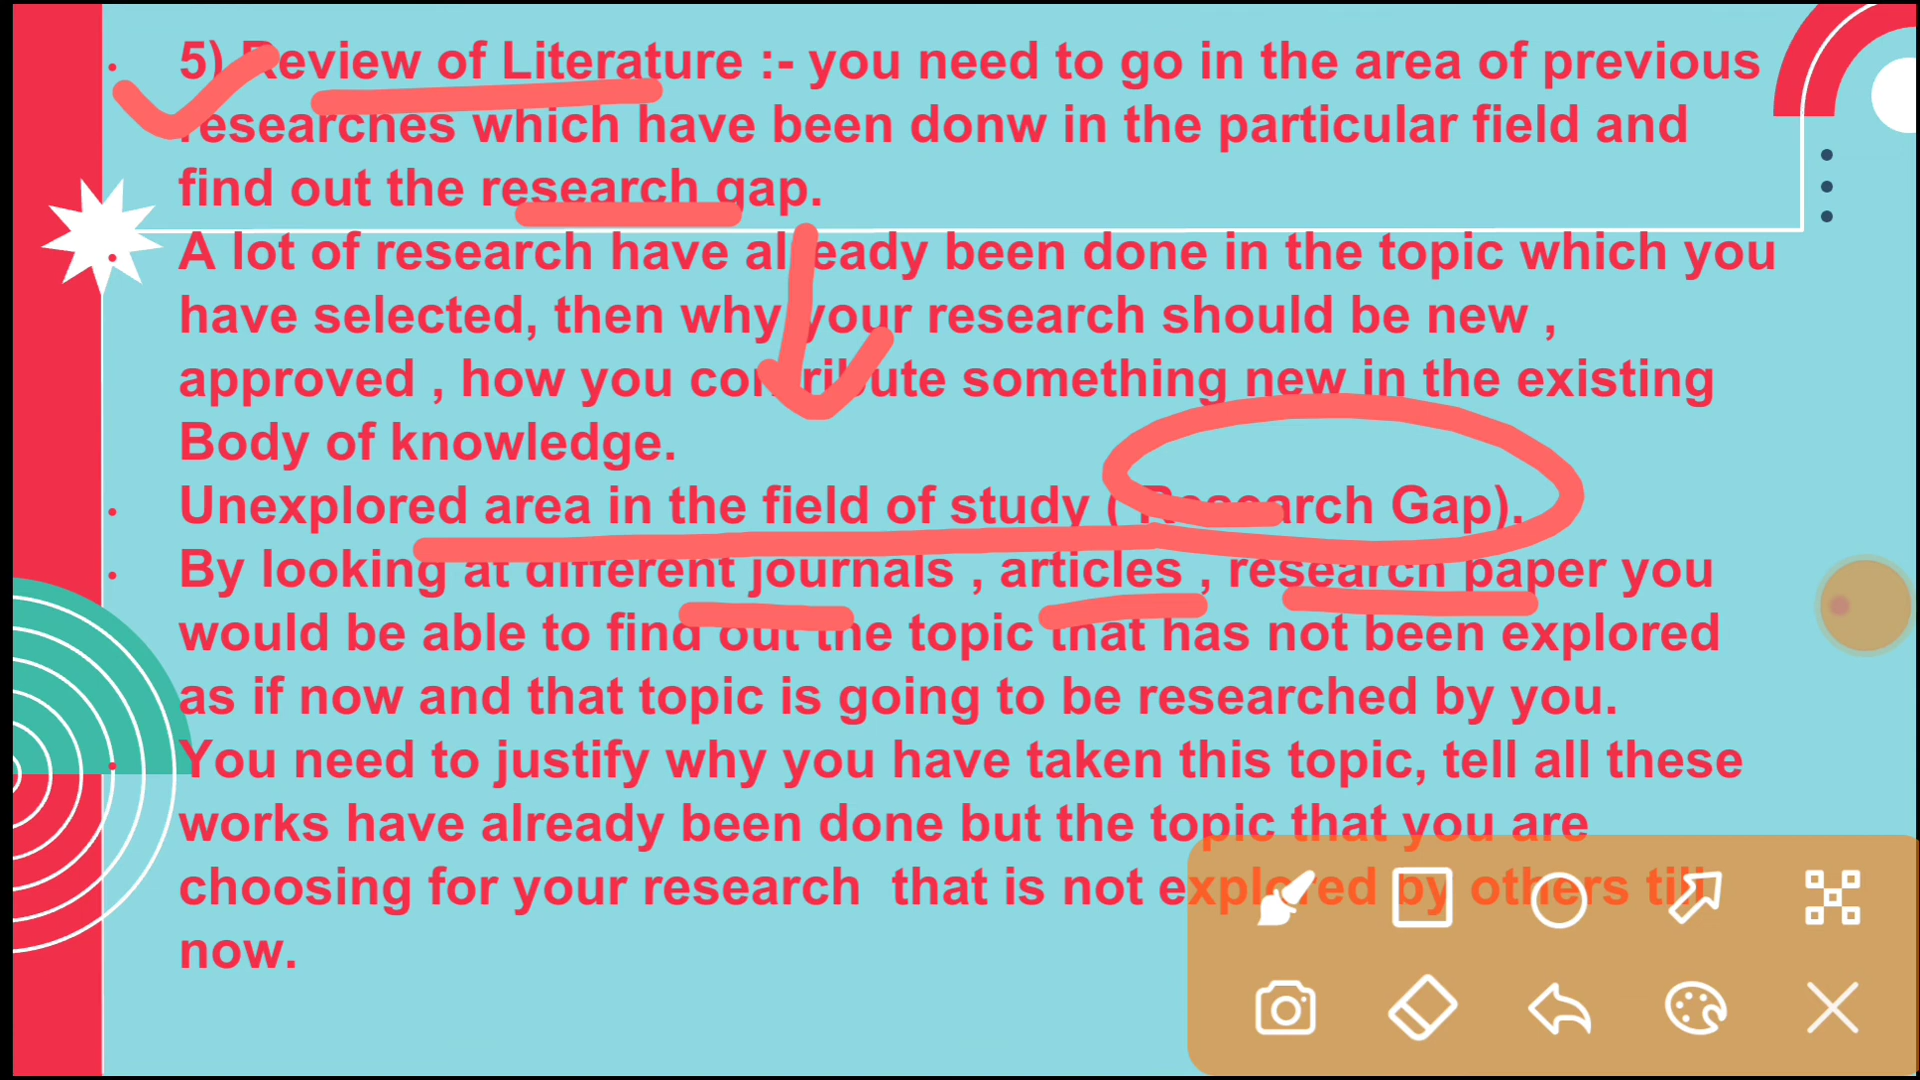 5) Review of Literature :- you need to go in the area of previous
researches which have been donw in the particular field and
find out the research gap.
A lot of research have already been done in the topic which you
have selected, then why your research should be new ,
approved , how you contribute something new in the existing
Body of knowledge.
Unexplored area in the field of study ( Research Gap).
By looking at different journals , articles , research paper you
would be able to find out the topic that has not been explored
as if now and that topic is going to be researched by you.
You need to justify why you have taken this topic, tell all these
works have already been done but the topic that you are
choosing for your research  that is not explored by others till
now.